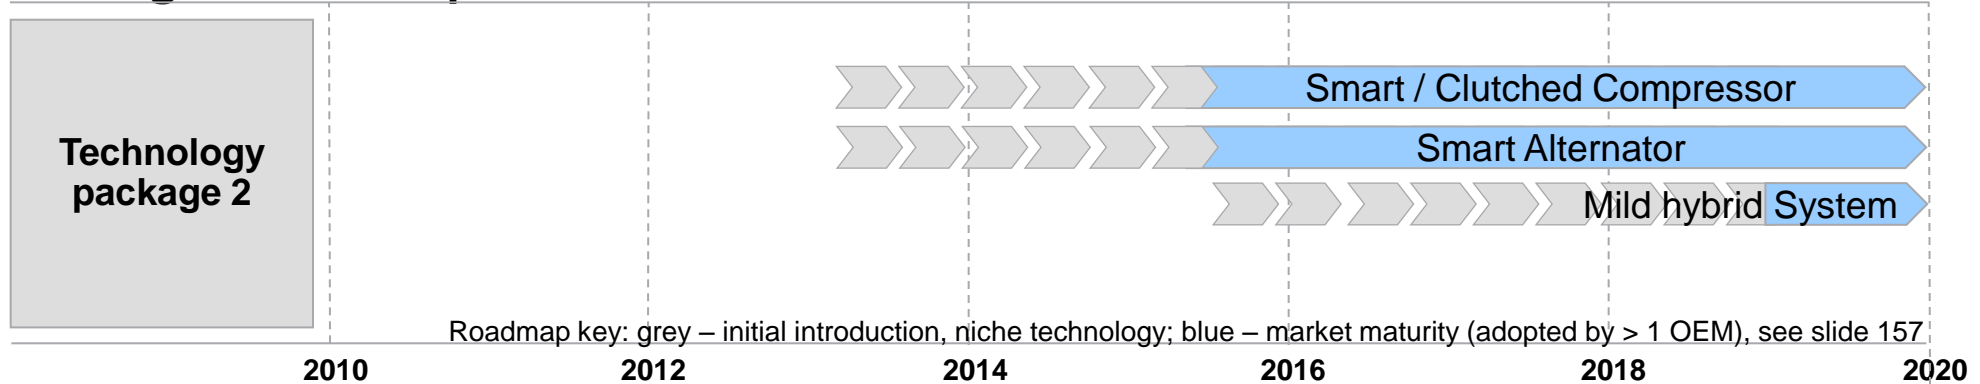 Smart / Clutched Compressor
Technology
package 2
Smart Alternator
Mild hybrid System
Roadmap key: grey – initial introduction, niche technology; blue – market maturity (adopted by > 1 OEM), see slide 157
2010 2012 2014 2016 2018 2020